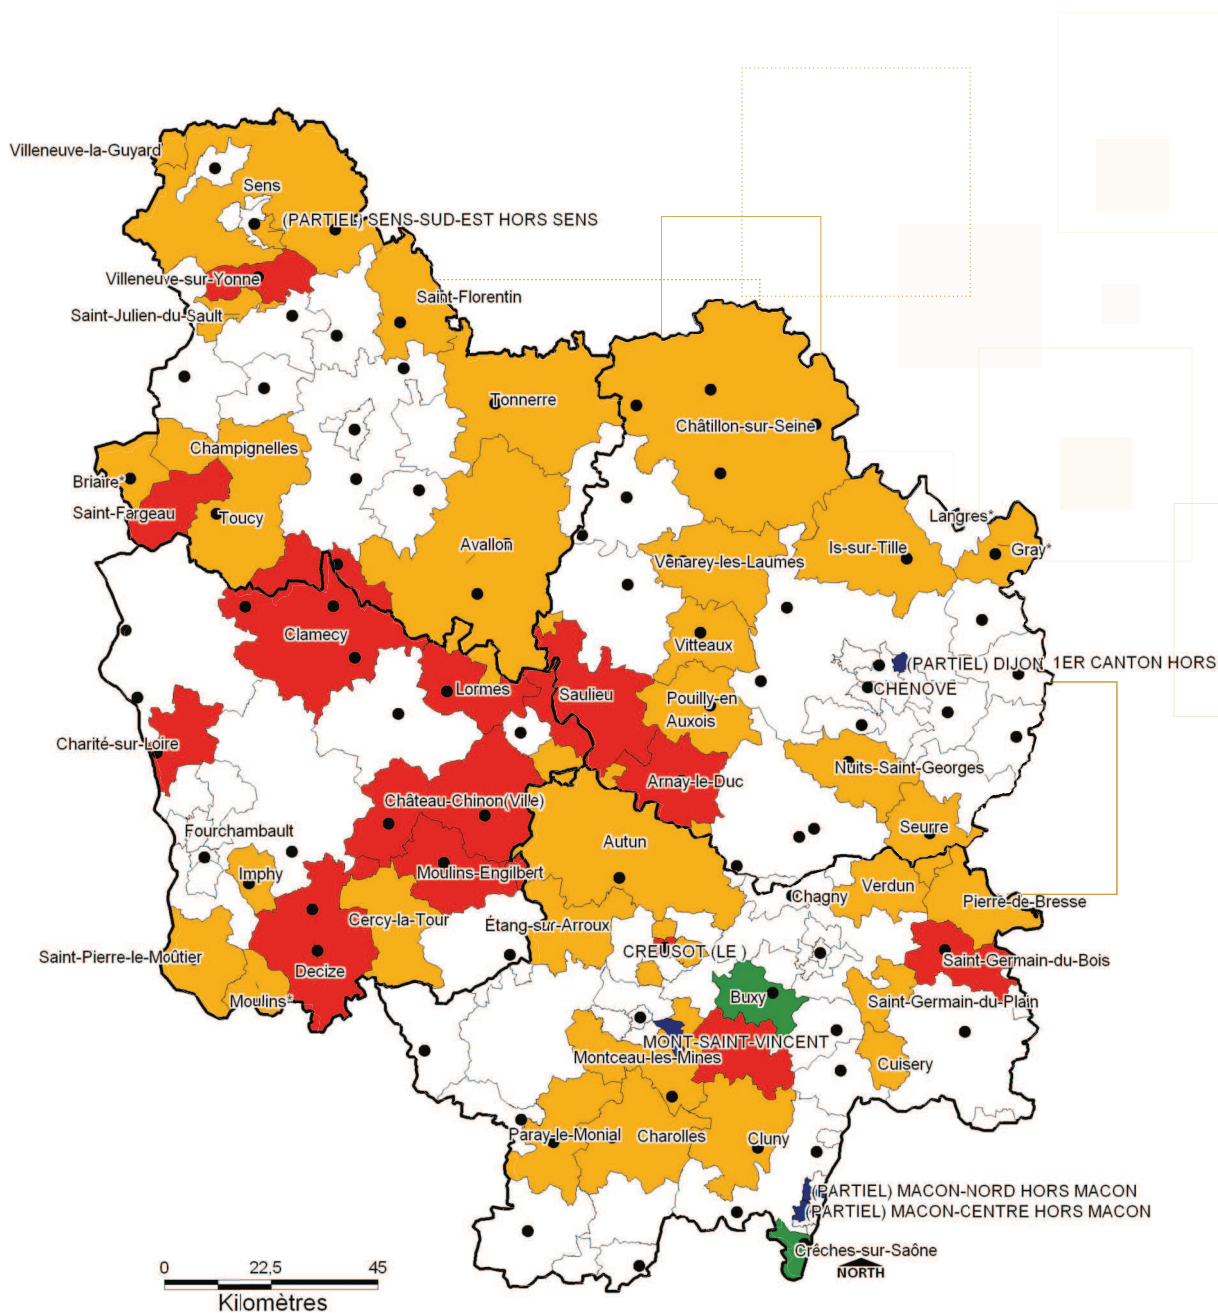 Villeneuve-la-Guyard
Sens
(PARTIEL) SENS-SUD-EST HORS SENS
Villeneuve-sur-Yonne
Saint-Florentin
Saint-Julien-du-Sault
Tonnerre
Châtillon-sur-Seine
Champignelles
Briaire*
Saint-Fargeau
Toucy
Langres*
Avallon
Is-sur-Tille
Gray*
Vénarey-les-Laumes
Clamecy
Vitteaux
(PARTIEL) DIJON 1ER CANTON HORS
Lormes
Saulieu
CHENOVE
Pouilly-en
Auxois
Charité-sur-Loire
Nuits-Saint-Georges
Arnay-le-Duc
Château-Chinon(Ville)
Fourchambault
Seurre
Autun
Imphy
Moulins-Engilbert
Verdun
Chagny
Pierre-de-Bresse
Cercy-la-Tour
Étang-sur-Arroux
CREUSOT (LE )
Saint-Pierre-le-Moûtier
Saint-Germain-du-Bois
Decize
Moulins*
Buxy
Saint-Germain-du-Plain
MONT-SAINT-VINCENT
Montceau-les-Mines
Cuisery
Paray-le-Monial
Charolles
Cluny
(PARTIEL) MACON-NORD HORS MACON
(PARTIEL) MACON-CENTRE HORS MACON
Crêches-sur-Saône
NORTH
0 22,5 45
Kilomètres